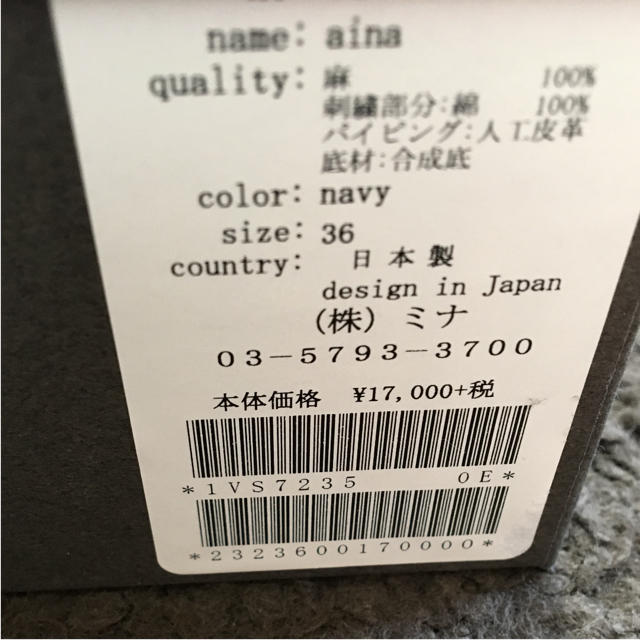 name: aina
quality: 麻 100%
刺繍部分:綿 100%
パイピング:人工皮革
底材:合成底
color: navy
size: 36
country: 日本製
design in Japan
(株) ミナ
03-5793-3700
本体価格 ¥17,000+税
*1VS7235 0E*
*2323600170000*